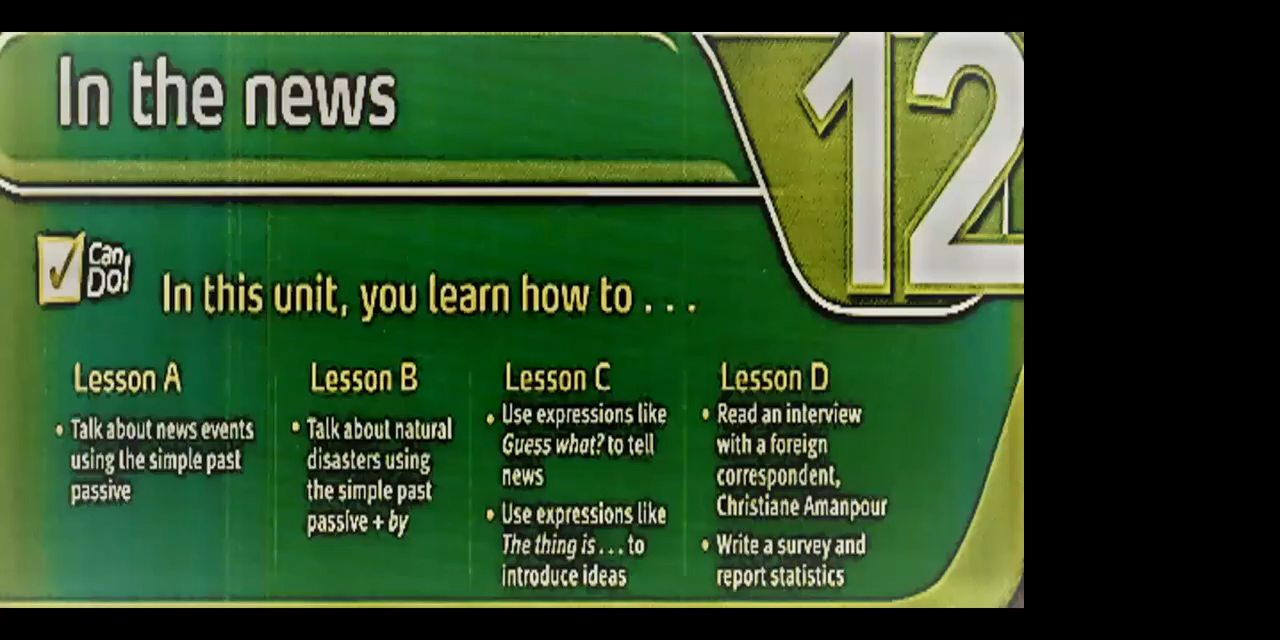 In the news
12
Can
Do!
In this unit, you learn how to . . .
Lesson A
• Talk about news events
using the simple past
passive
Lesson B
• Talk about natural
disasters using
the simple past
passive + by
Lesson C
• Use expressions like
Guess what? to tell
news
• Use expressions like
The thing is . . . to
introduce ideas
Lesson D
• Read an interview
with a foreign
correspondent,
Christiane Amanpour
• Write a survey and
report statistics